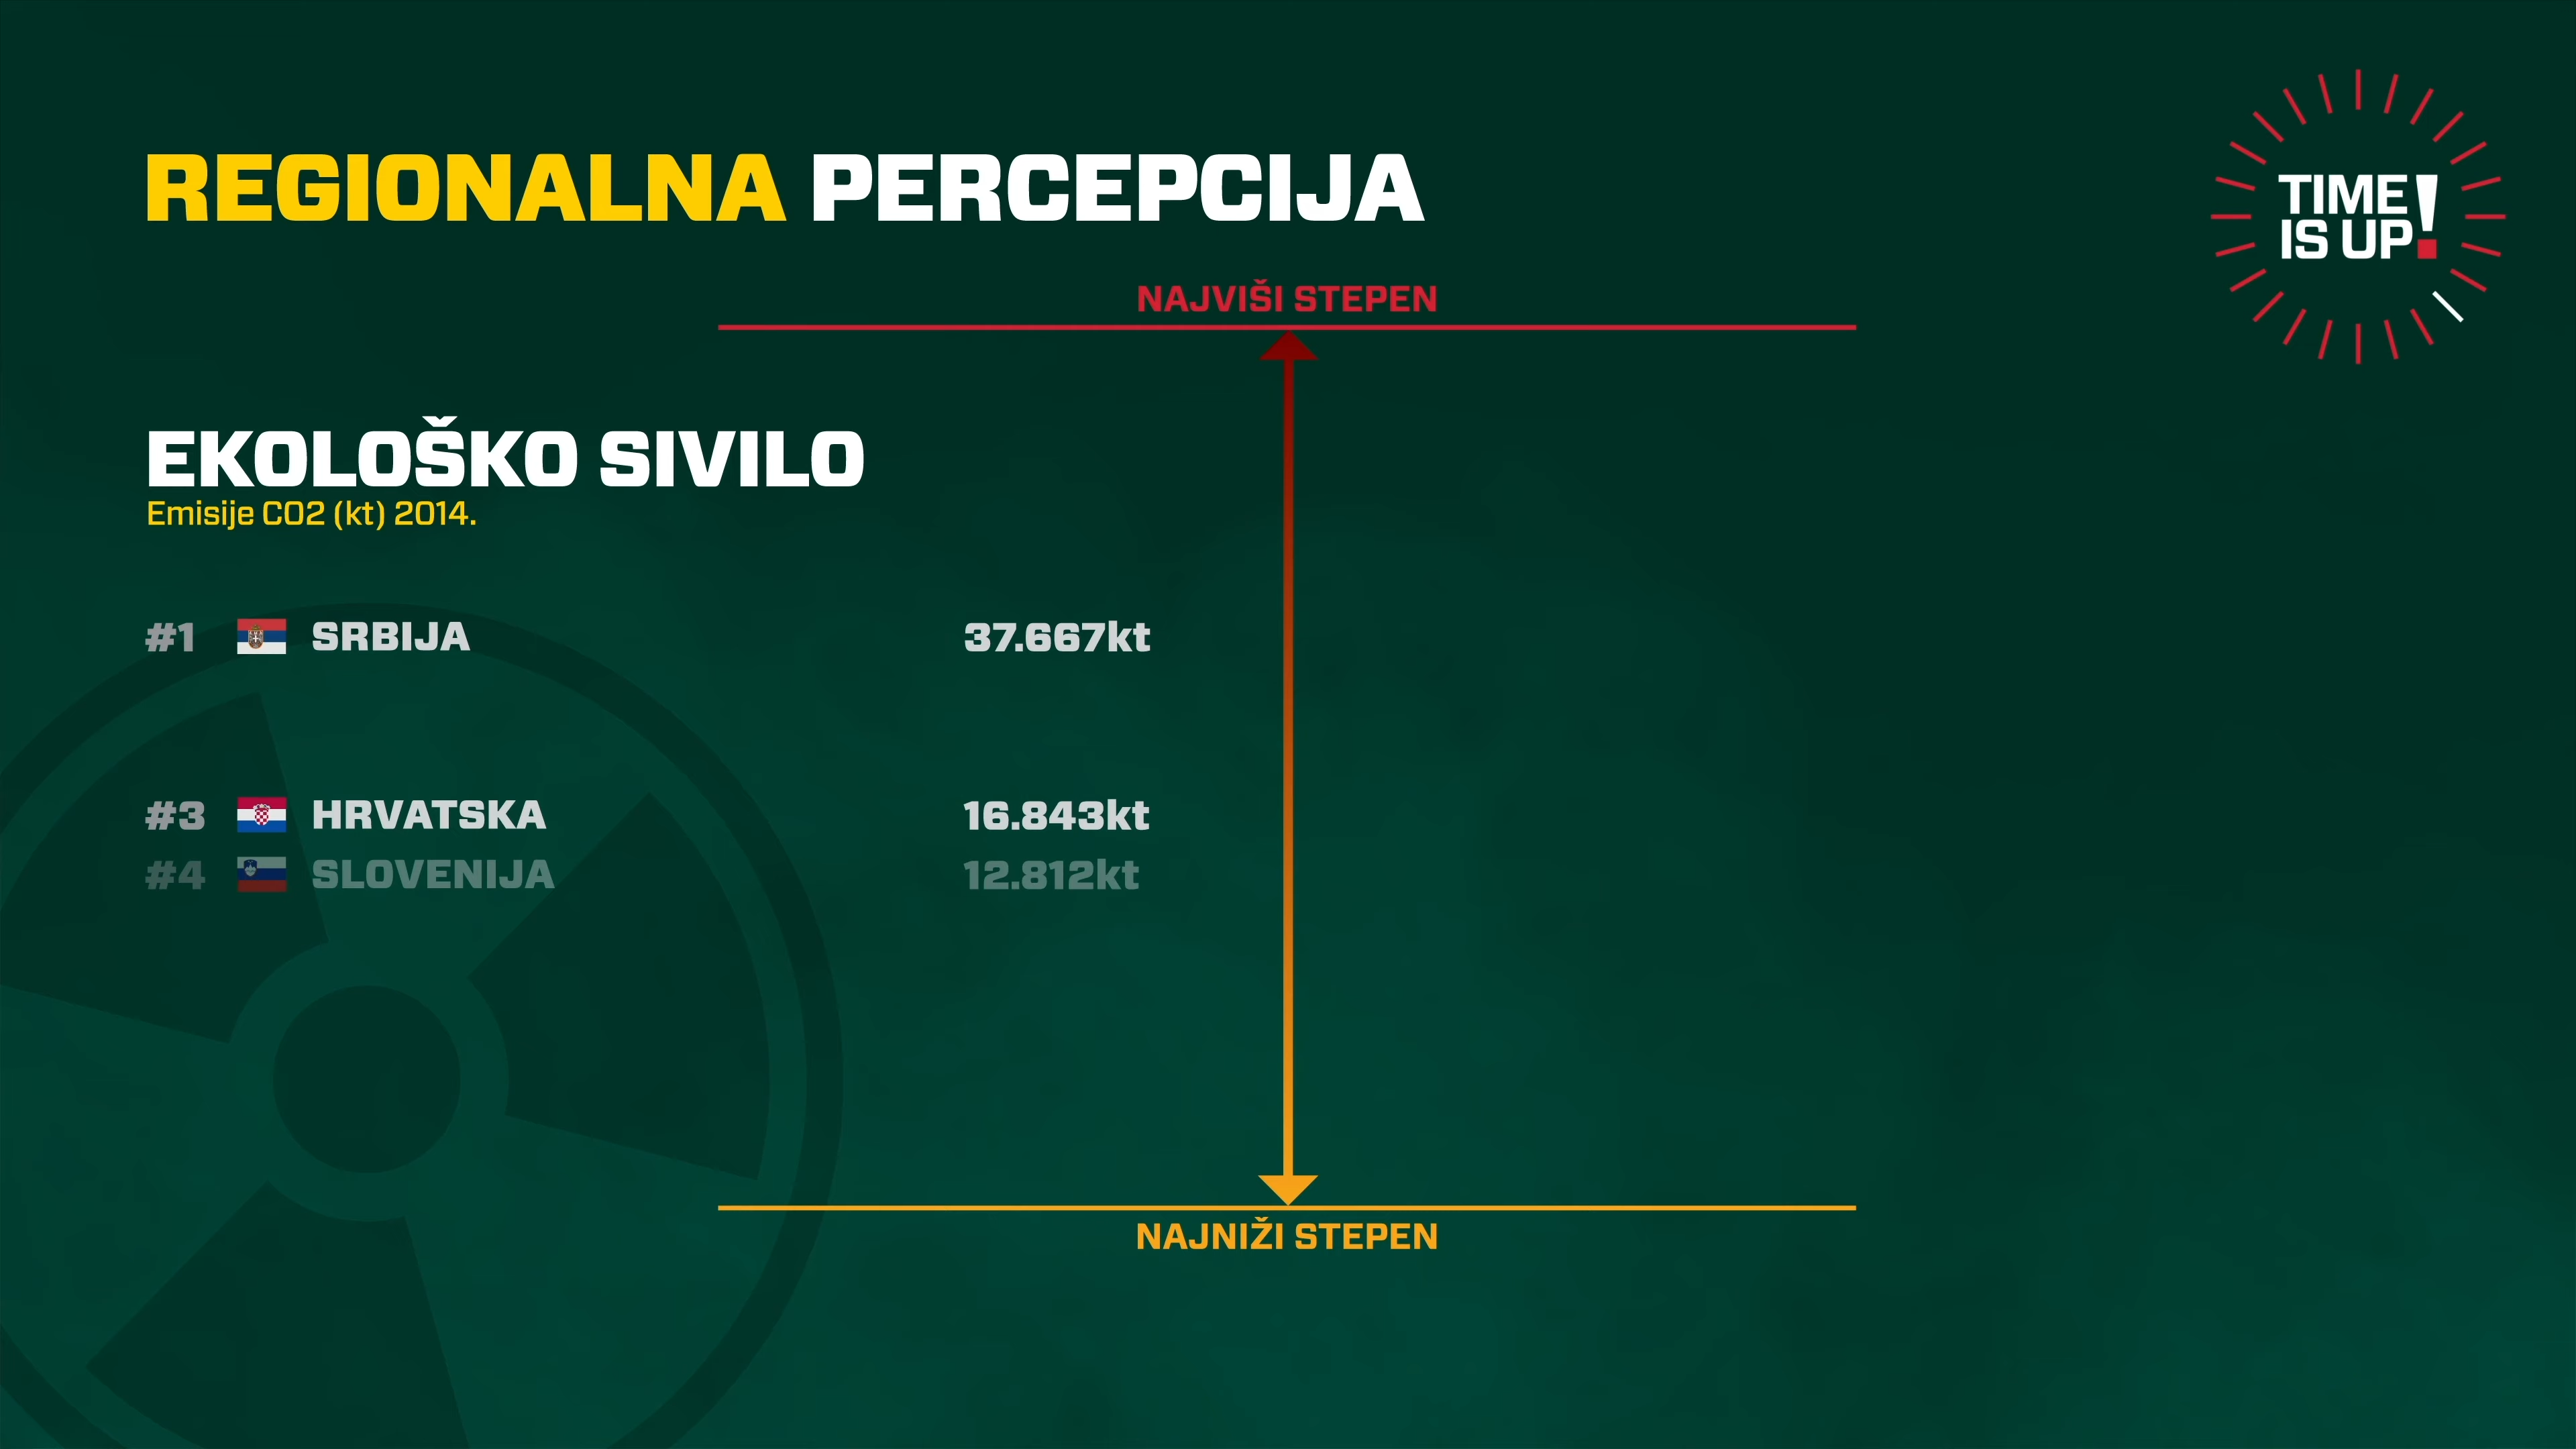 REGIONALNA PERCEPCIJA
TIME
IS UP!
NAJVIŠI STEPEN
EKOLOŠKO SIVILO
Emisije CO2 (kt) 2014.
#1 SRBIJA 37.667kt
#3 HRVATSKA 16.843kt
#4 SLOVENIJA 12.812kt
NAJNIŽI STEPEN